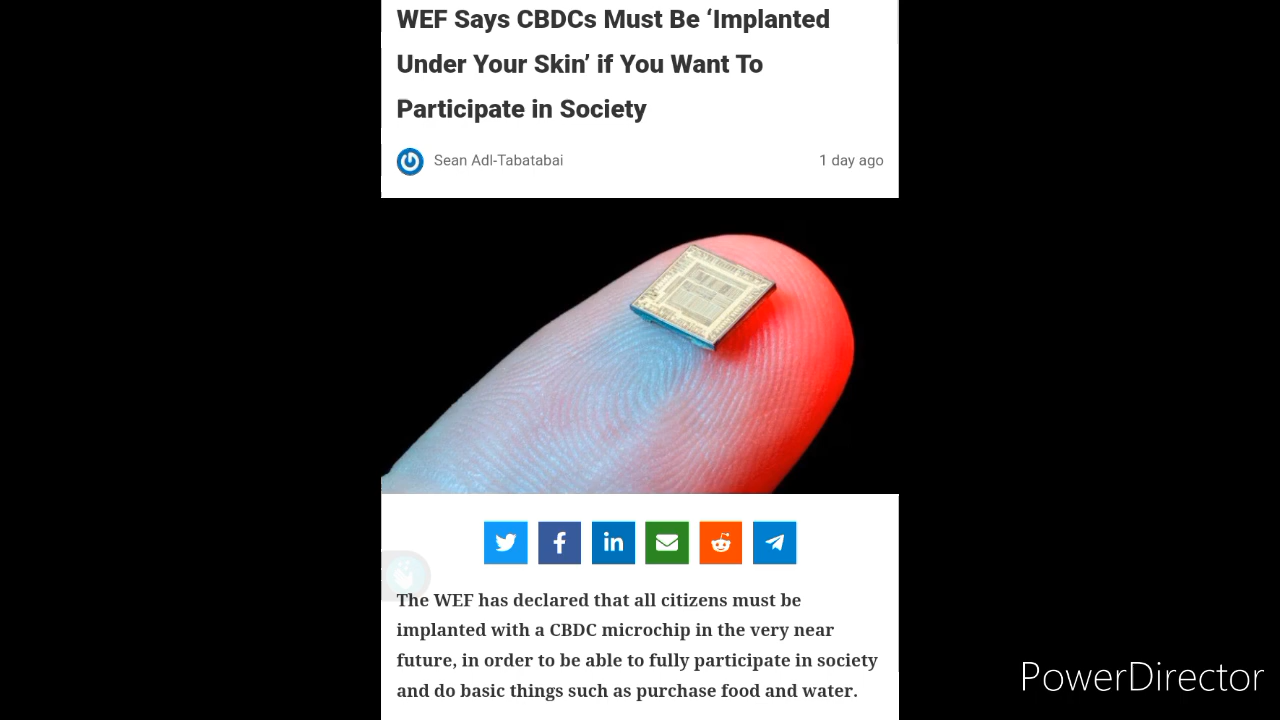 WEF Says CBDCs Must Be ‘Implanted
Under Your Skin’ if You Want To
Participate in Society
Sean Adl-Tabatabai 1 day ago
The WEF has declared that all citizens must be
implanted with a CBDC microchip in the very near
future, in order to be able to fully participate in society
and do basic things such as purchase food and water.
PowerDirector